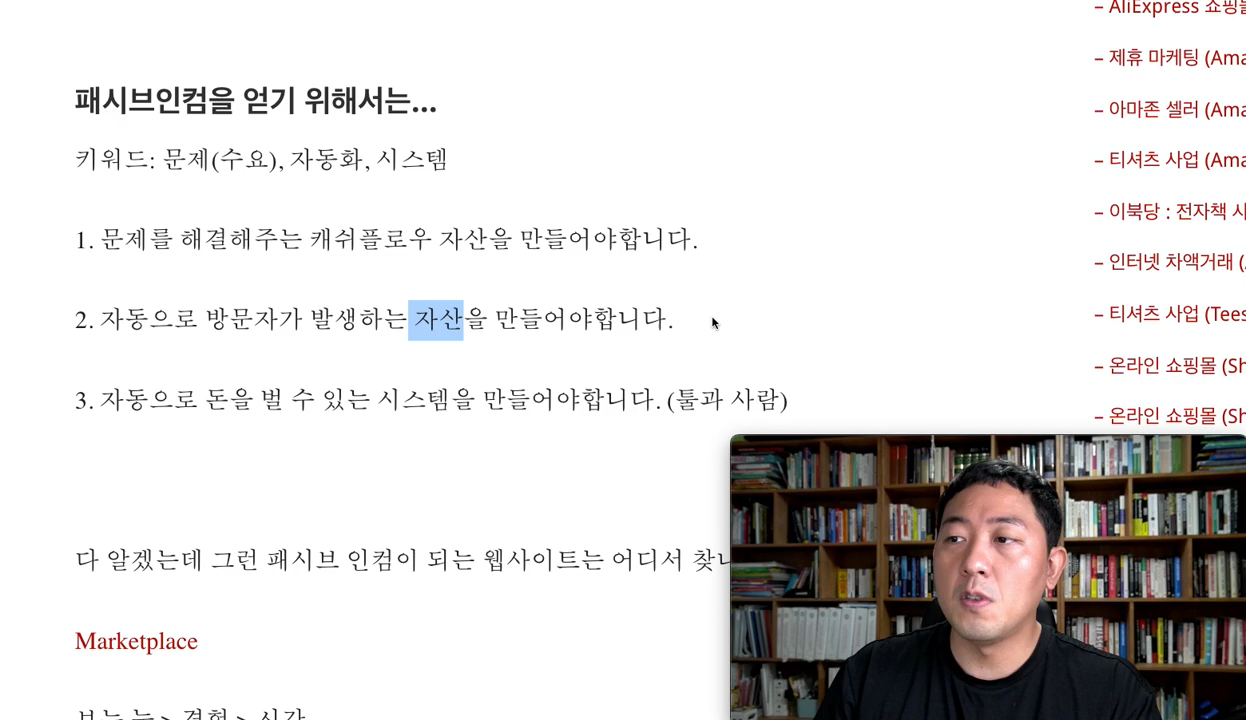 패시브인컴을 얻기 위해서는...
키워드: 문제(수요), 자동화, 시스템
1. 문제를 해결해주는 캐쉬플로우 자산을 만들어야합니다.
2. 자동으로 방문자가 발생하는 자산을 만들어야합니다.
3. 자동으로 돈을 벌 수 있는 시스템을 만들어야합니다. (툴과 사람)
다 알겠는데 그런 패시브 인컴이 되는 웹사이트는 어디서
Marketplace
보는 눈 > 경험 > 시간
– AliExpress
– 제휴 마케팅 (Ama
– 아마존 셀러 (Ama
– 티셔츠 사업 (Ama
– 이북당 : 전자책
– 인터넷 차액거래
– 티셔츠 사업 (Tees
– 온라인 쇼핑몰 (Sh
– 온라인 쇼핑몰 (Sh